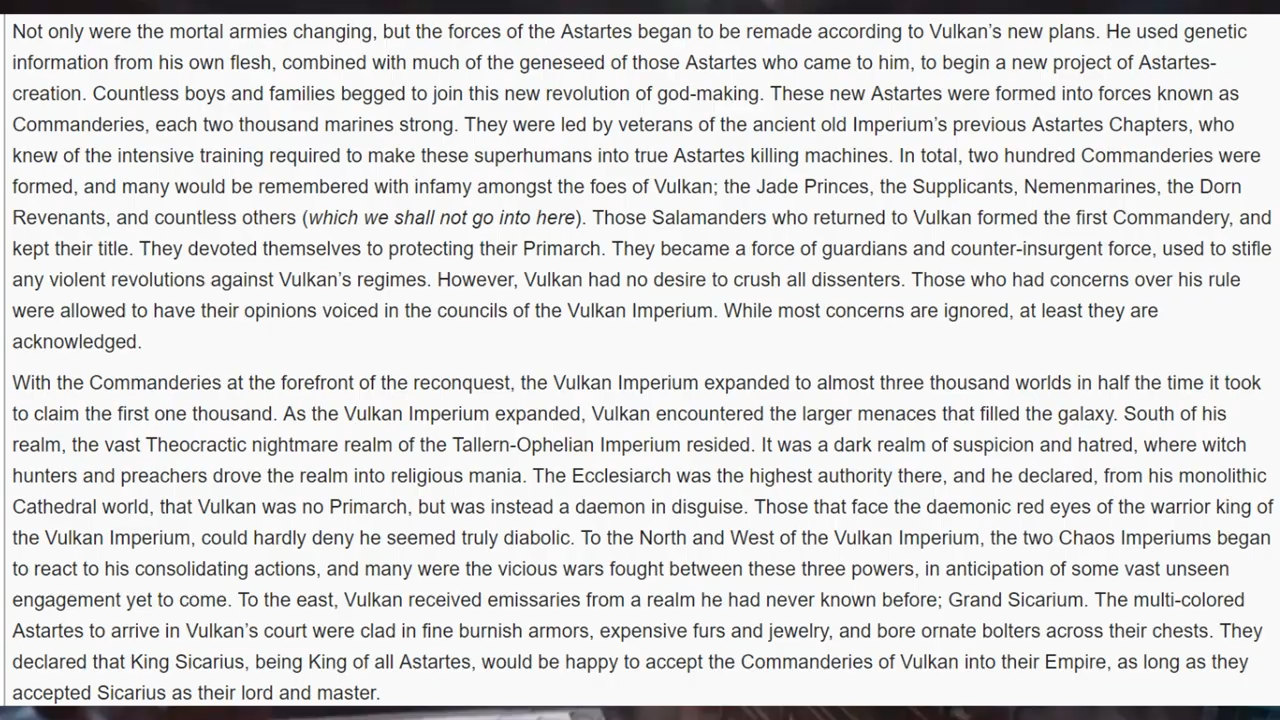 Not only were the mortal armies changing, but the forces of the Astartes began to be remade according to Vulkan’s new plans. He used genetic
information from his own flesh, combined with much of the geneseed of those Astartes who came to him, to begin a new project of Astartes-
creation. Countless boys and families begged to join this new revolution of god-making. These new Astartes were formed into forces known as
Commanderies, each two thousand marines strong. They were led by veterans of the ancient old Imperium’s previous Astartes Chapters, who
knew of the intensive training required to make these superhumans into true Astartes killing machines. In total, two hundred Commanderies were
formed, and many would be remembered with infamy amongst the foes of Vulkan; the Jade Princes, the Supplicants, Nemenmarines, the Dorn
Revenants, and countless others (which we shall not go into here). Those Salamanders who returned to Vulkan formed the first Commandery, and
kept their title. They devoted themselves to protecting their Primarch. They became a force of guardians and counter-insurgent force, used to stifle
any violent revolutions against Vulkan’s regimes. However, Vulkan had no desire to crush all dissenters. Those who had concerns over his rule
were allowed to have their opinions voiced in the councils of the Vulkan Imperium. While most concerns are ignored, at least they are
acknowledged.
With the Commanderies at the forefront of the reconquest, the Vulkan Imperium expanded to almost three thousand worlds in half the time it took
to claim the first one thousand. As the Vulkan Imperium expanded, Vulkan encountered the larger menaces that filled the galaxy. South of his
realm, the vast Theocractic nightmare realm of the Tallern-Ophelian Imperium resided. It was a dark realm of suspicion and hatred, where witch
hunters and preachers drove the realm into religious mania. The Ecclesiarch was the highest authority there, and he declared, from his monolithic
Cathedral world, that Vulkan was no Primarch, but was instead a daemon in disguise. Those that face the daemonic red eyes of the warrior king of
the Vulkan Imperium, could hardly deny he seemed truly diabolic. To the North and West of the Vulkan Imperium, the two Chaos Imperiums began
to react to his consolidating actions, and many were the vicious wars fought between these three powers, in anticipation of some vast unseen
engagement yet to come. To the east, Vulkan received emissaries from a realm he had never known before; Grand Sicarium. The multi-colored
Astartes to arrive in Vulkan’s court were clad in fine burnish armors, expensive furs and jewelry, and bore ornate bolters across their chests. They
declared that King Sicarius, being King of all Astartes, would be happy to accept the Commanderies of Vulkan into their Empire, as long as they
accepted Sicarius as their lord and master.